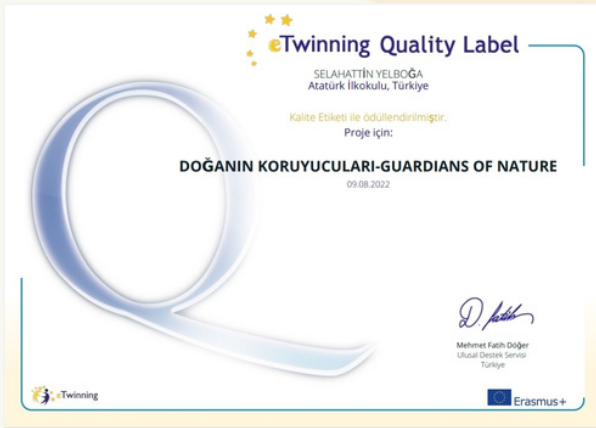 eTwinning Quality Label
SELAHATTİN YELBOĞA
Atatürk İlkokulu, Türkiye
Kalite Etiketi ile ödüllendirilmiştir.
Proje için:
DOĞANIN KORUYUCULARI-GUARDIANS OF NATURE
09.08.2022
D. fatih
Mehmet Fatih Döğer
Ulusal Destek Servisi
Türkiye
eTwinning
Erasmus+